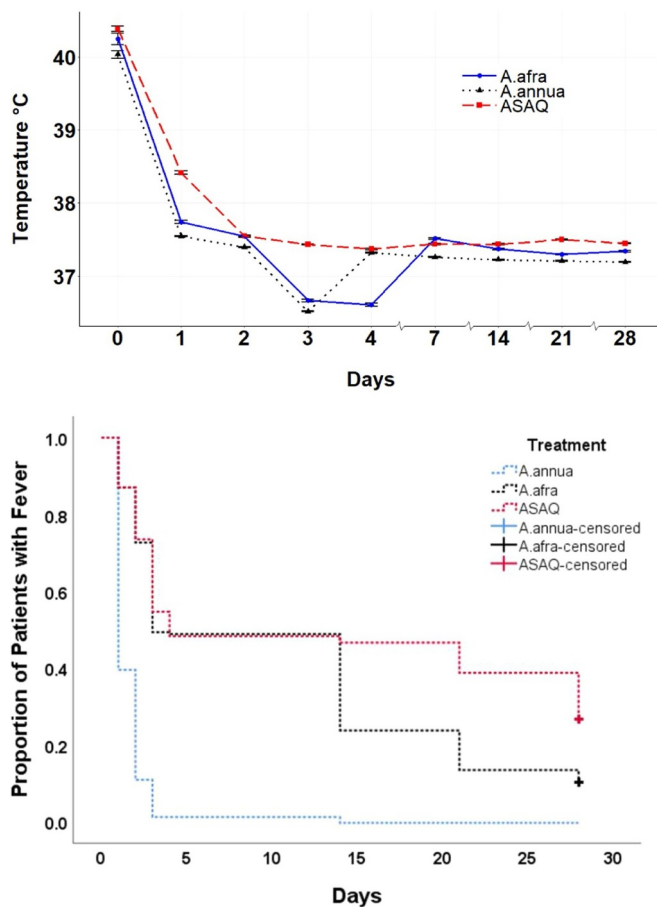 Temperature °C
40
39
38
37
A.afra
A.annua
ASAQ
0 1 2 3 4 7 14 21 28
Days
Proportion of Patients with Fever
1.0
0.8
0.6
0.4
0.2
0.0
Treatment
A.annua
A.afra
ASAQ
A.annua-censored
A.afra-censored
ASAQ-censored
0 5 10 15 20 25 30
Days